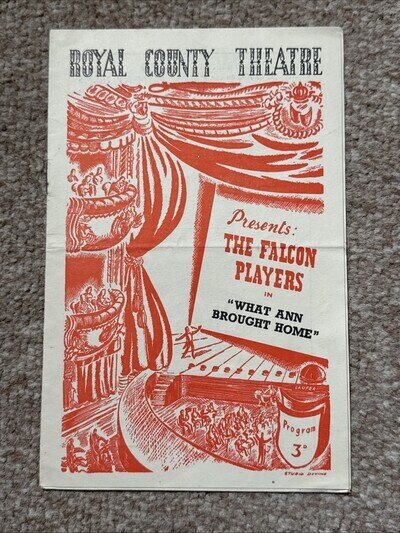 ROYAL COUNTY THEATRE
Presents:
THE FALCON
PLAYERS
IN
"WHAT ANN
BROUGHT HOME"
Program
3ᴰ